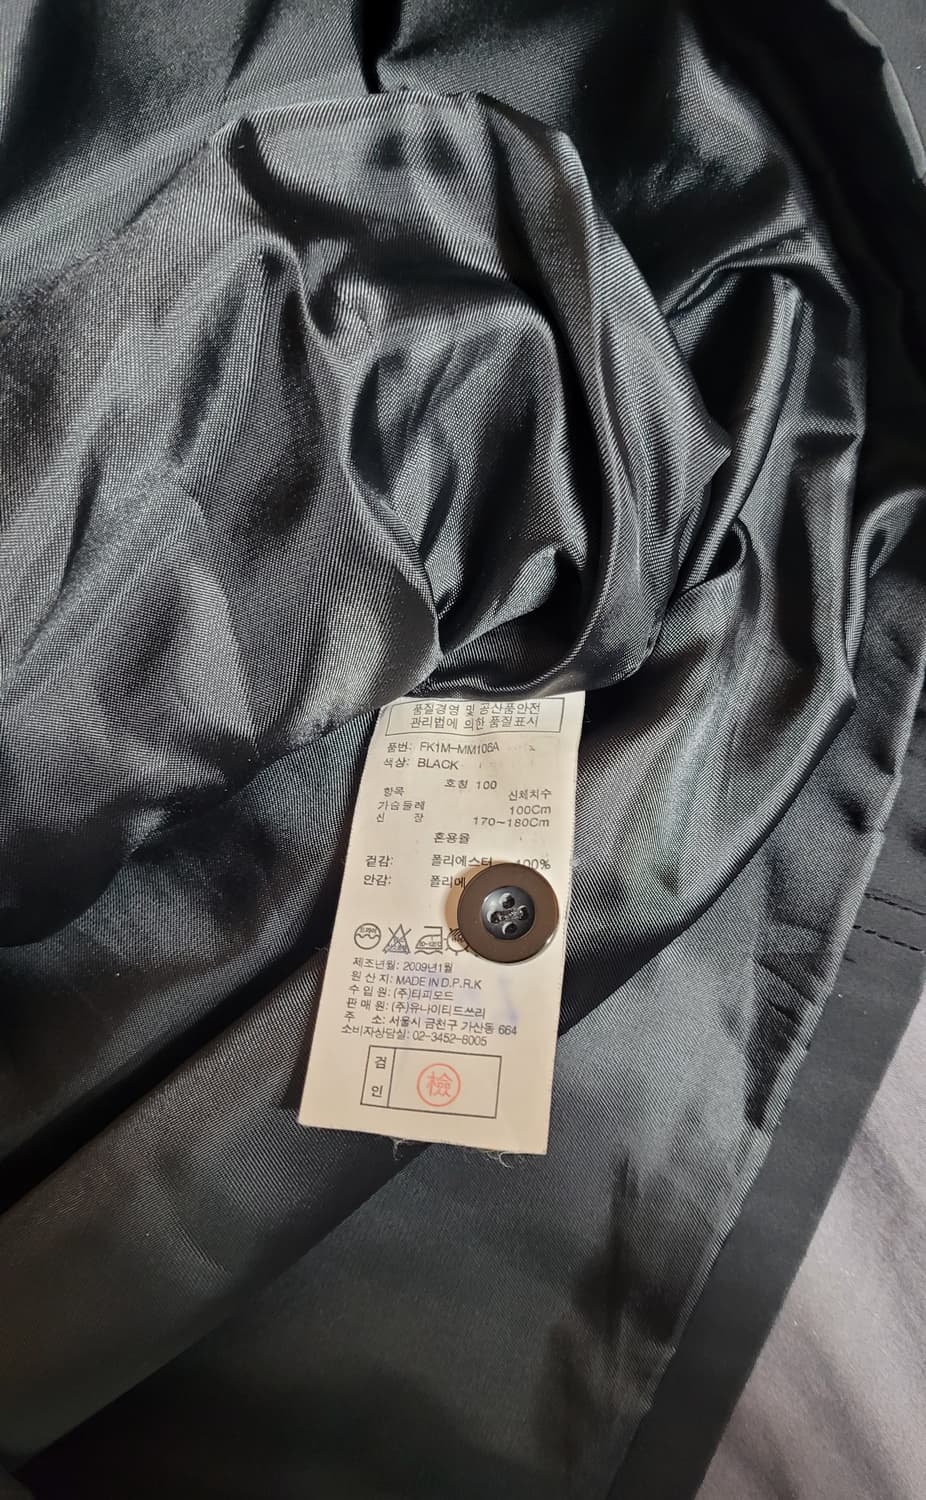 품질경영 및 공산품안전
관리법에 의한 품질표시
품번: FK1M-MM106A
색상: BLACK
호칭 100
항목 신체치수
가슴둘레 100Cm
신 장 170~180Cm
혼용율
겉감: 폴리에스터 100%
안감: 폴리에
제조년월: 2009년1월
원 산 지: MADE IN D.P.R.K
수 입 원: (주)티피모드
판 매 원: (주)유나이티드쓰리
주 소: 서울시 금천구 가산동 664
소비자상담실: 02-3452-8005
검
인
檢